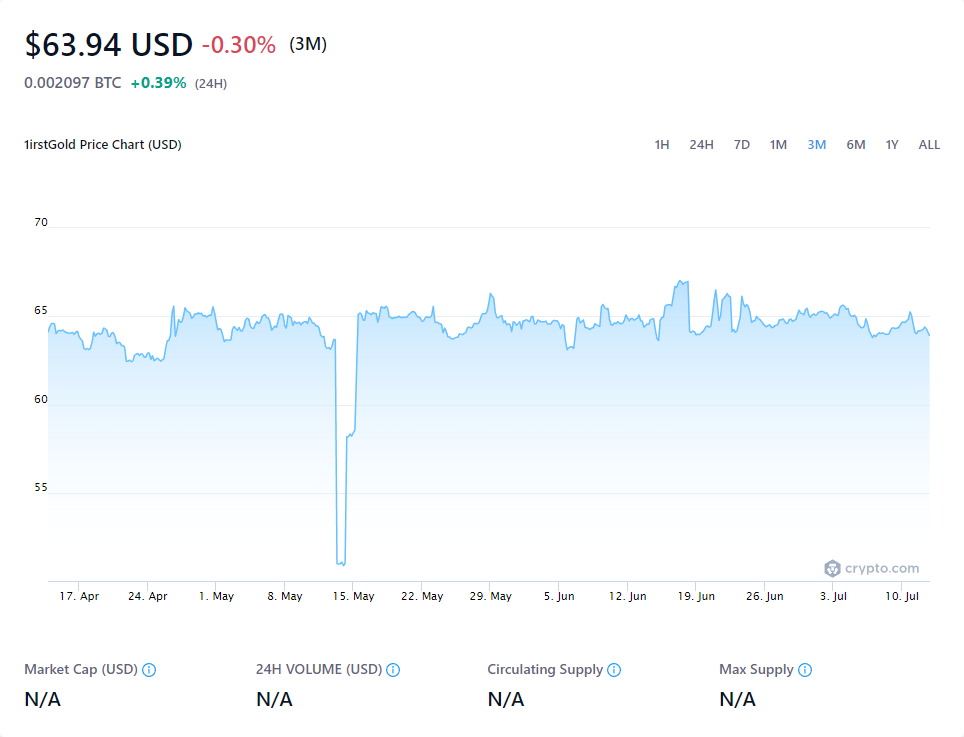 $63.94 USD -0.30% (3M)
0.002097 BTC +0.39% (24H)
1irstGold Price Chart (USD) 1H 24H 7D 1M 3M 6M 1Y ALL
70
65
60
55
crypto.com
17. Apr 24. Apr 1. May 8. May 15. May 22. May 29. May 5. Jun 12. Jun 19. Jun 26. Jun 3. Jul 10. Jul
Market Cap (USD) 24H VOLUME (USD) Circulating Supply Max Supply
N/A N/A N/A N/A